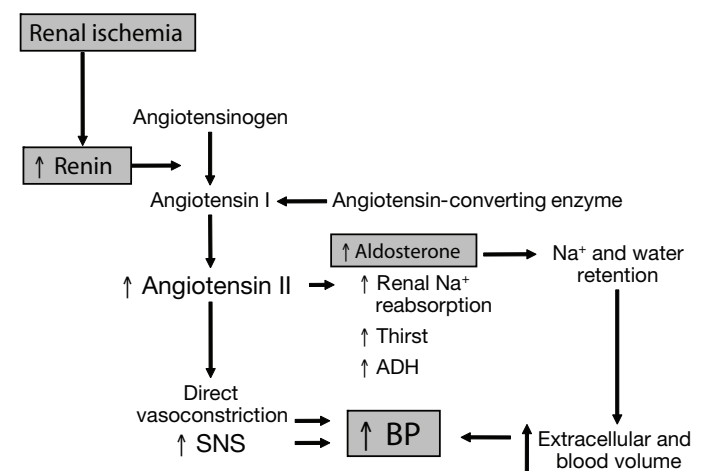 Renal ischemia
Angiotensinogen
↑ Renin
Angiotensin I
Angiotensin-converting enzyme
↑ Aldosterone
Na⁺ and water
retention
↑ Angiotensin II
↑ Renal Na⁺
reabsorption
↑ Thirst
↑ ADH
Direct
vasoconstriction
↑ SNS
↑ BP
↑ Extracellular and
blood volume